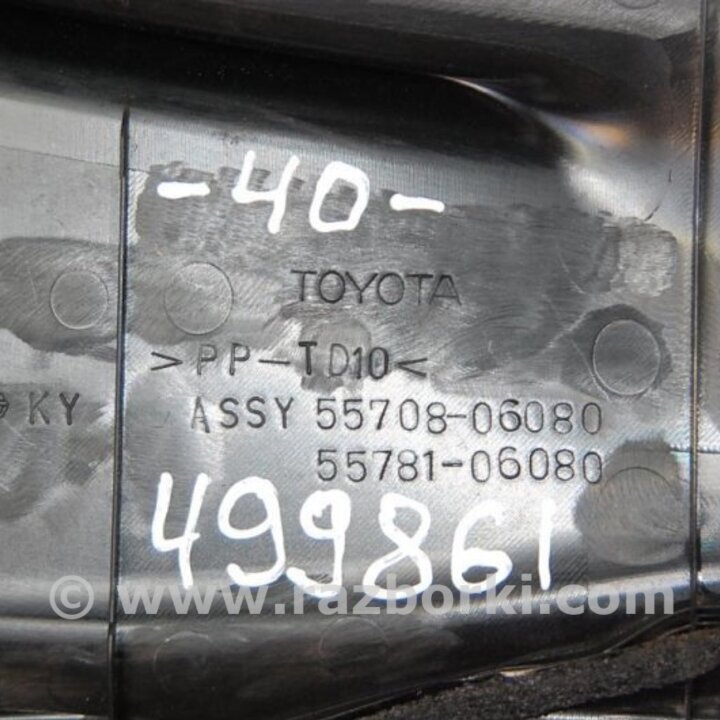 -40-
TOYOTA
>PP-TD10<
KY ASSY 55708-06080
55781-06080
499861
© www.razborki.com